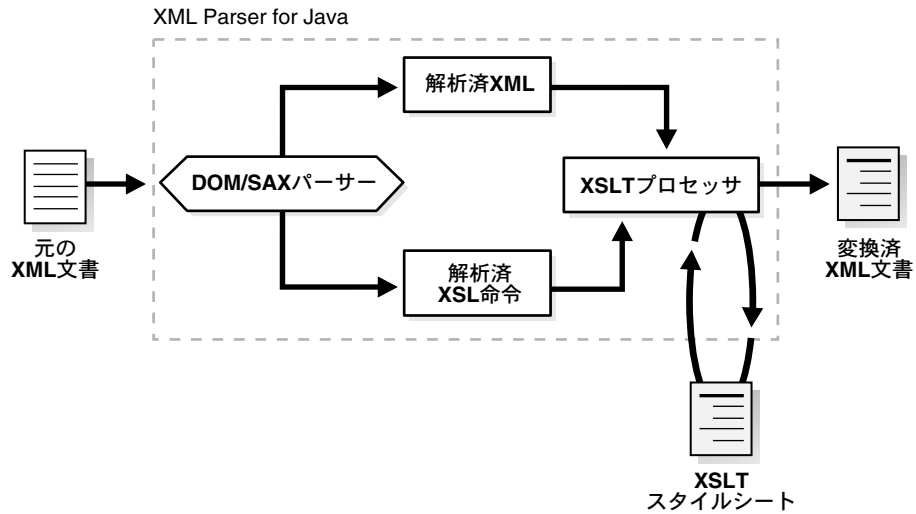 XML Parser for Java
解析済XML
DOM/SAXパーサー
XSLTプロセッサ
元の
XML文書
解析済
XSL命令
変換済
XML文書
XSLT
スタイルシート